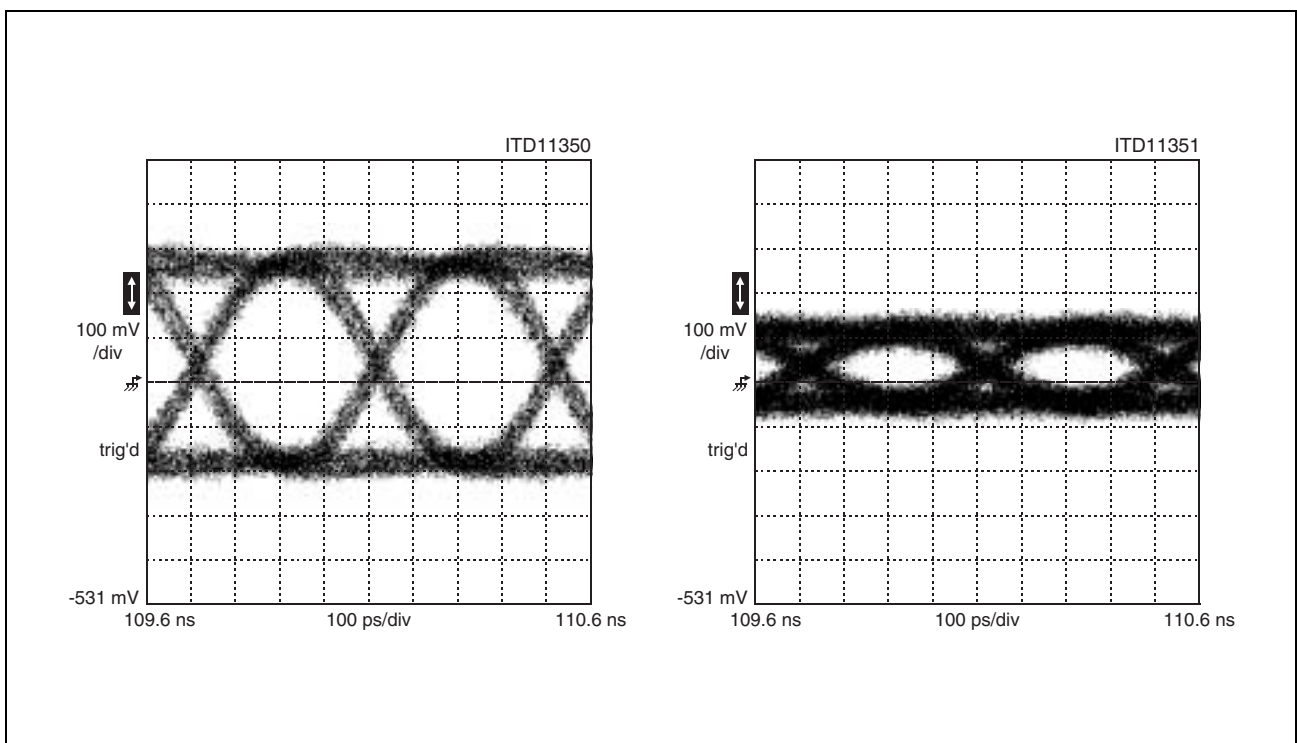 ITD11350
100 mV
/div
trig'd
-531 mV
109.6 ns 100 ps/div 110.6 ns
ITD11351
100 mV
/div
trig'd
-531 mV
109.6 ns 100 ps/div 110.6 ns